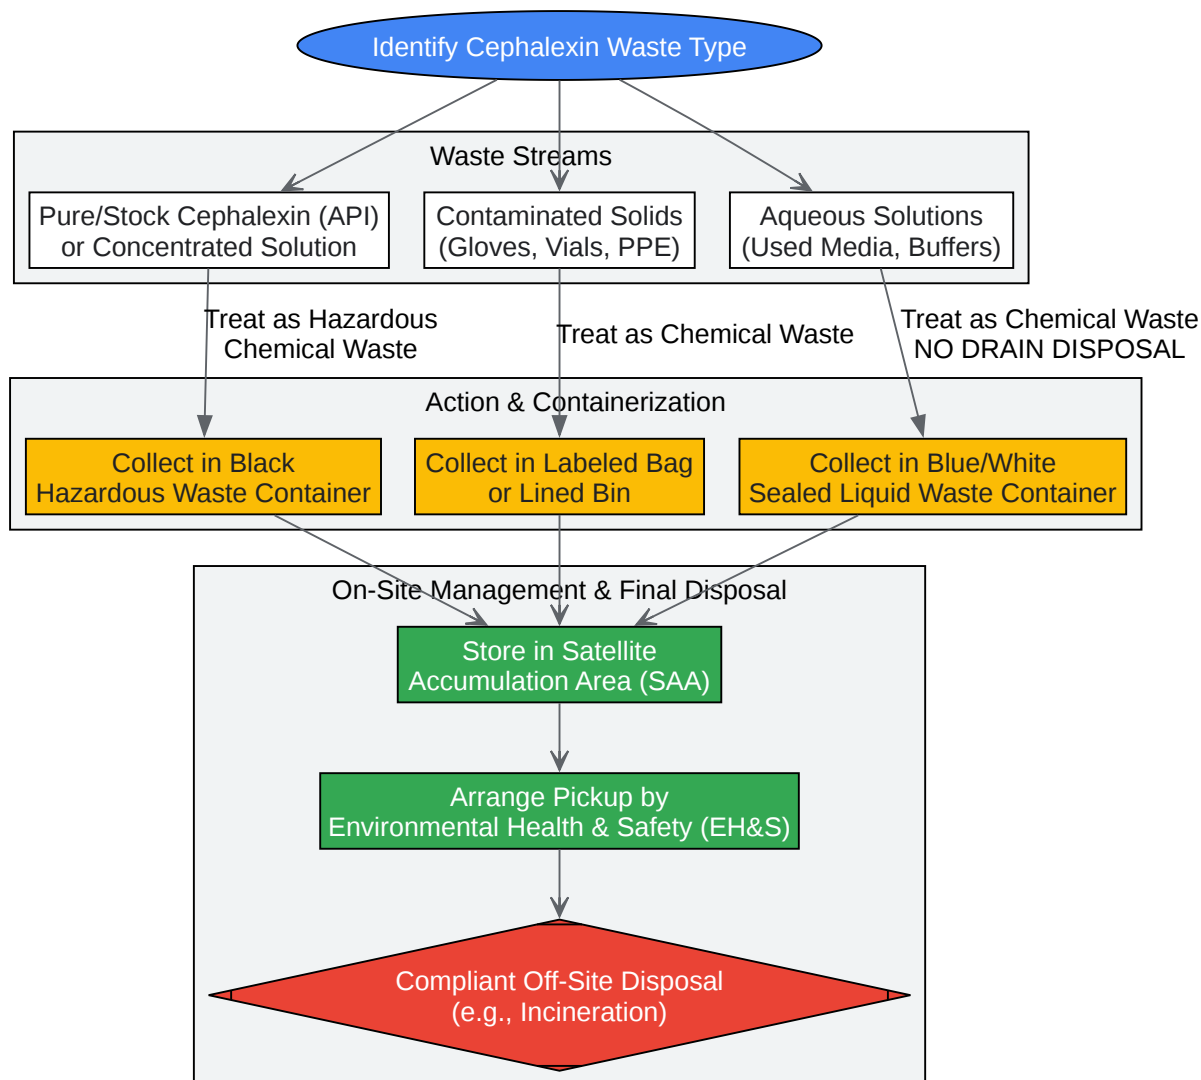 Identify Cephalexin Waste Type
Waste Streams
Pure/Stock Cephalexin (API)
or Concentrated Solution
Contaminated Solids
(Gloves, Vials, PPE)
Aqueous Solutions
(Used Media, Buffers)
Treat as Hazardous
Chemical Waste
Treat as Chemical Waste
Treat as Chemical Waste
NO DRAIN DISPOSAL
Action & Containerization
Collect in Black
Hazardous Waste Container
Collect in Labeled Bag
or Lined Bin
Collect in Blue/White
Sealed Liquid Waste Container
On-Site Management & Final Disposal
Store in Satellite
Accumulation Area (SAA)
Arrange Pickup by
Environmental Health & Safety (EH&S)
Compliant Off-Site Disposal
(e.g., Incineration)